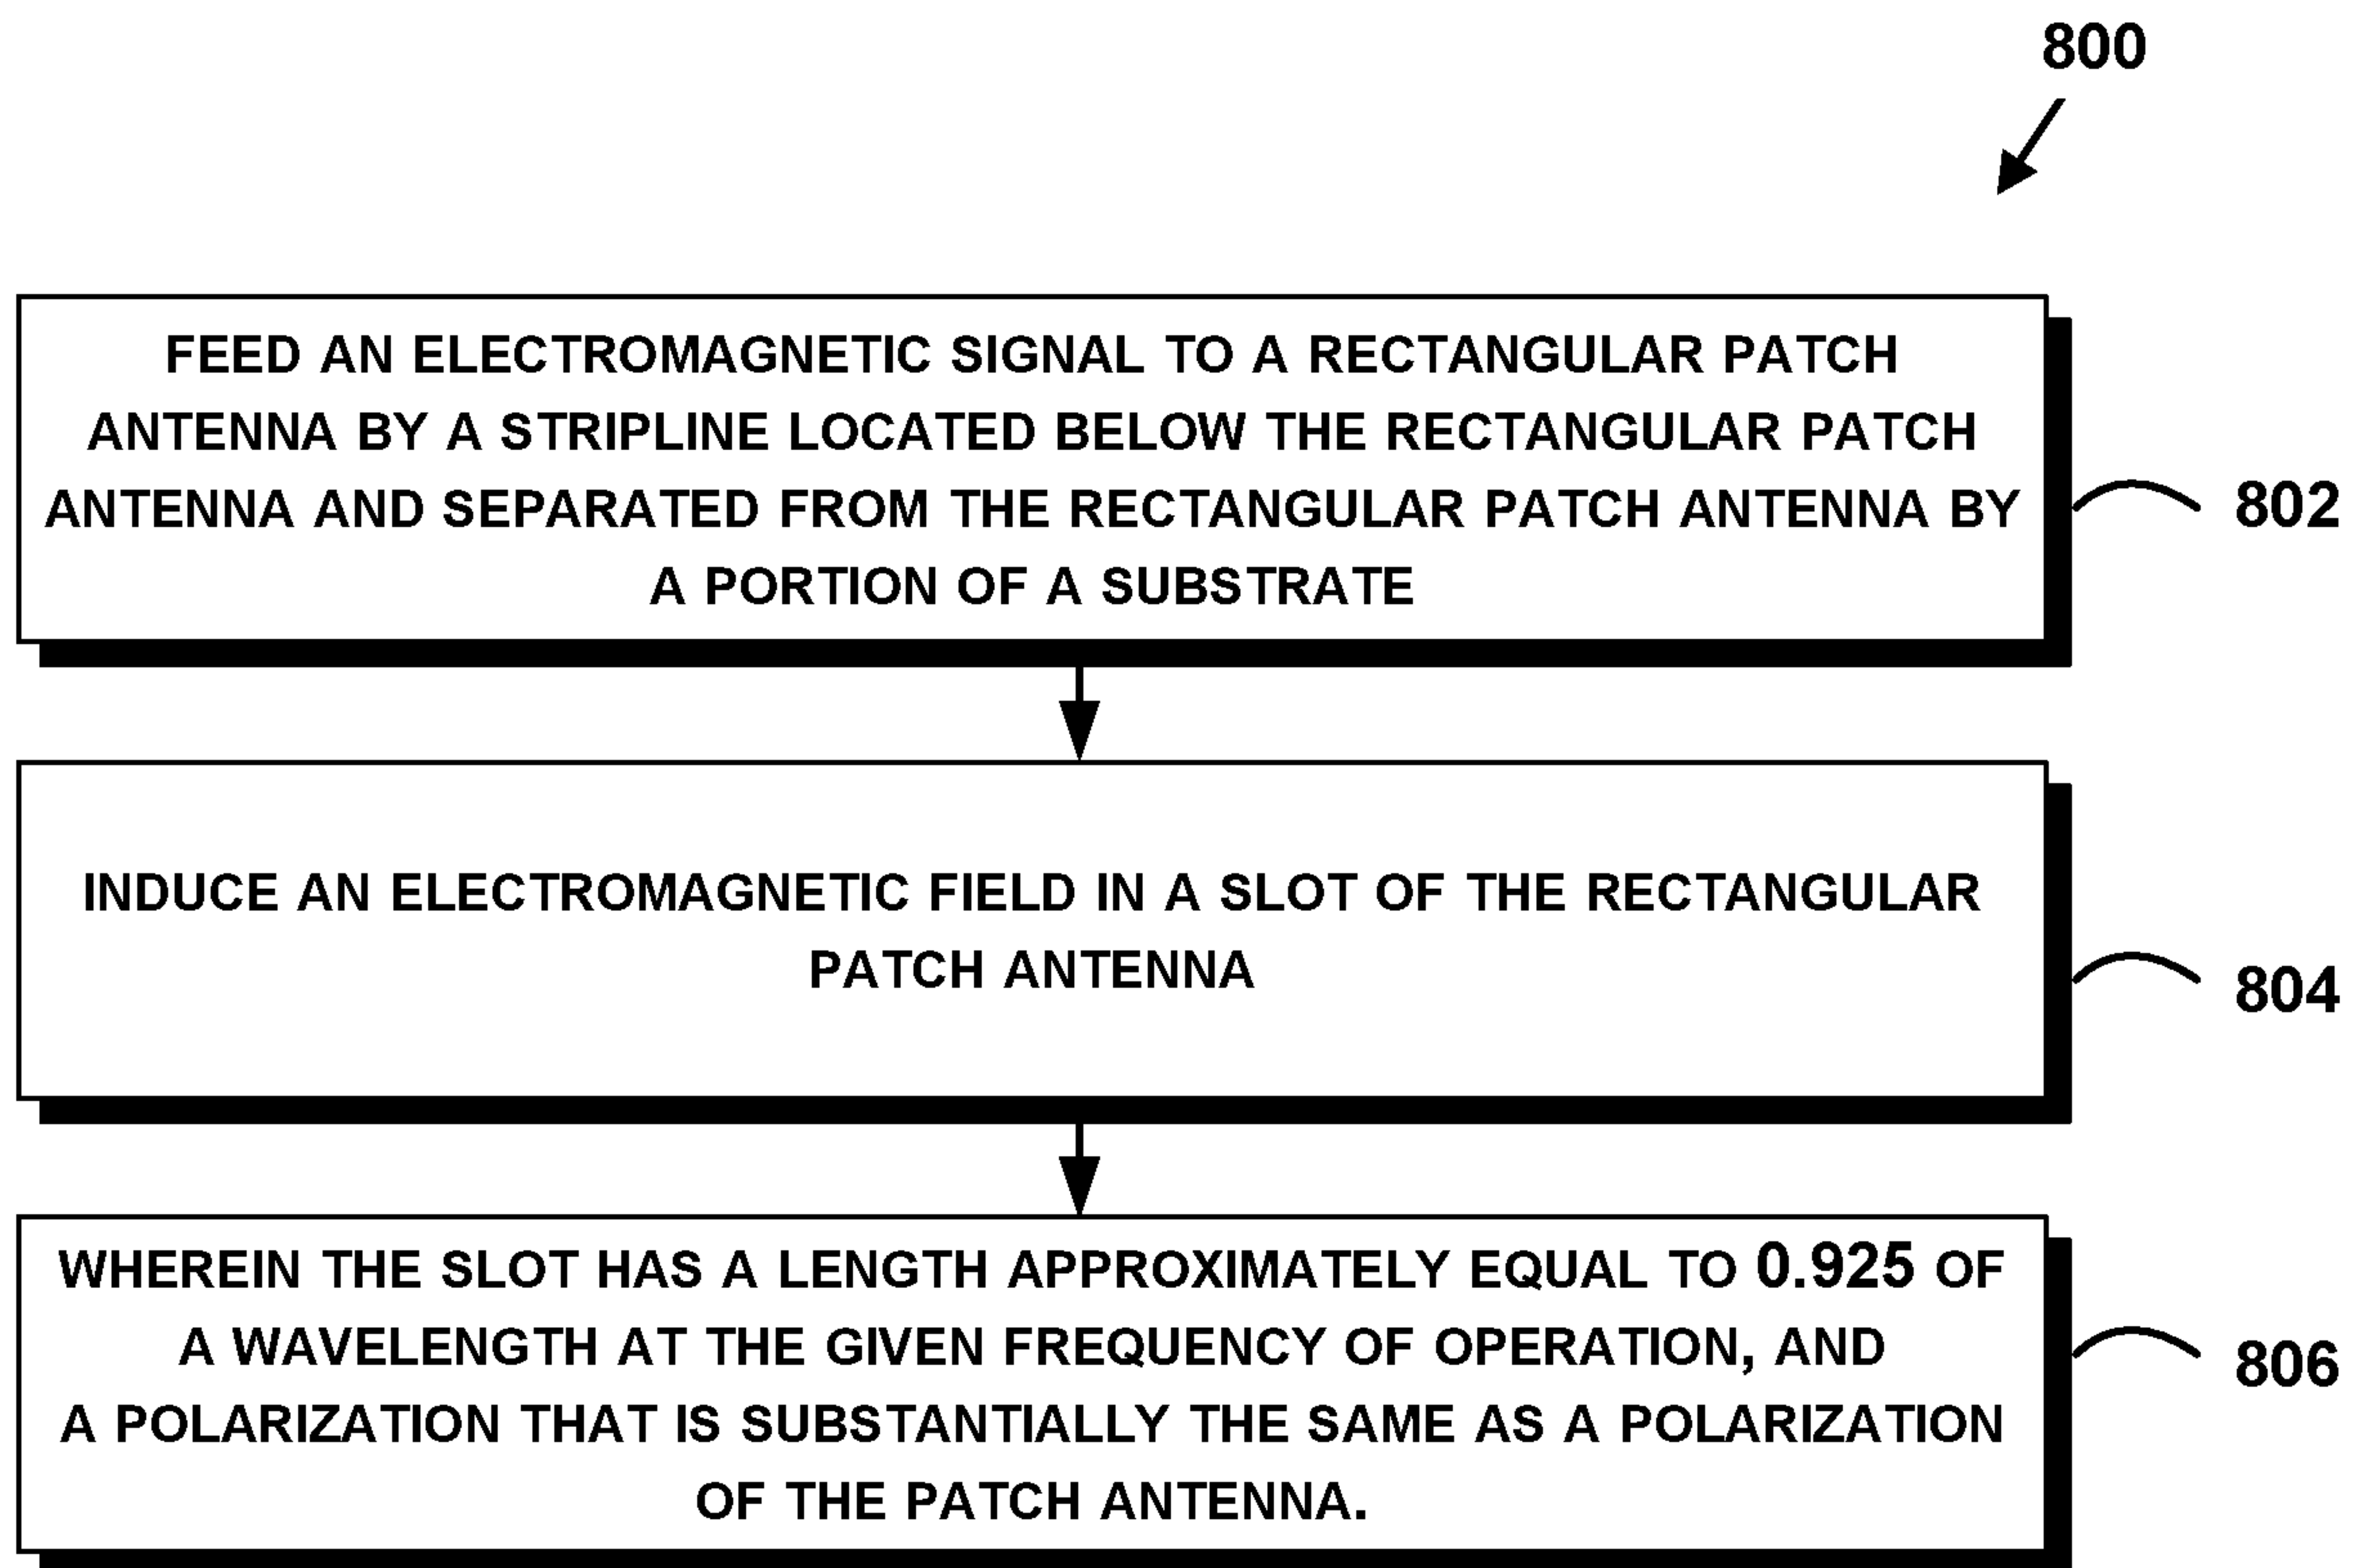 800
FEED AN ELECTROMAGNETIC SIGNAL TO A RECTANGULAR PATCH
ANTENNA BY A STRIPLINE LOCATED BELOW THE RECTANGULAR PATCH
ANTENNA AND SEPARATED FROM THE RECTANGULAR PATCH ANTENNA BY
A PORTION OF A SUBSTRATE
802
INDUCE AN ELECTROMAGNETIC FIELD IN A SLOT OF THE RECTANGULAR
PATCH ANTENNA
804
WHEREIN THE SLOT HAS A LENGTH APPROXIMATELY EQUAL TO 0.925 OF
A WAVELENGTH AT THE GIVEN FREQUENCY OF OPERATION, AND
A POLARIZATION THAT IS SUBSTANTIALLY THE SAME AS A POLARIZATION
OF THE PATCH ANTENNA.
806